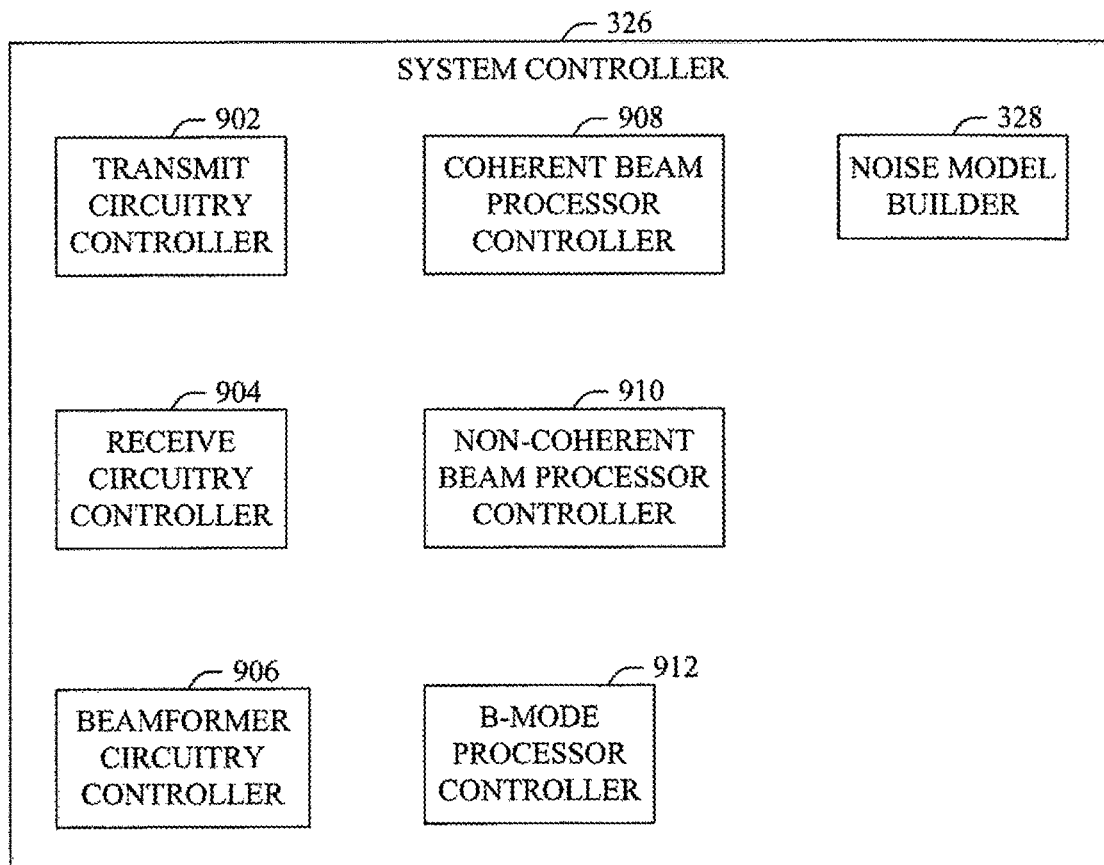 326
SYSTEM CONTROLLER
902
TRANSMIT
CIRCUITRY
CONTROLLER
908
COHERENT BEAM
PROCESSOR
CONTROLLER
328
NOISE MODEL
BUILDER
904
RECEIVE
CIRCUITRY
CONTROLLER
910
NON-COHERENT
BEAM PROCESSOR
CONTROLLER
906
BEAMFORMER
CIRCUITRY
CONTROLLER
912
B-MODE
PROCESSOR
CONTROLLER